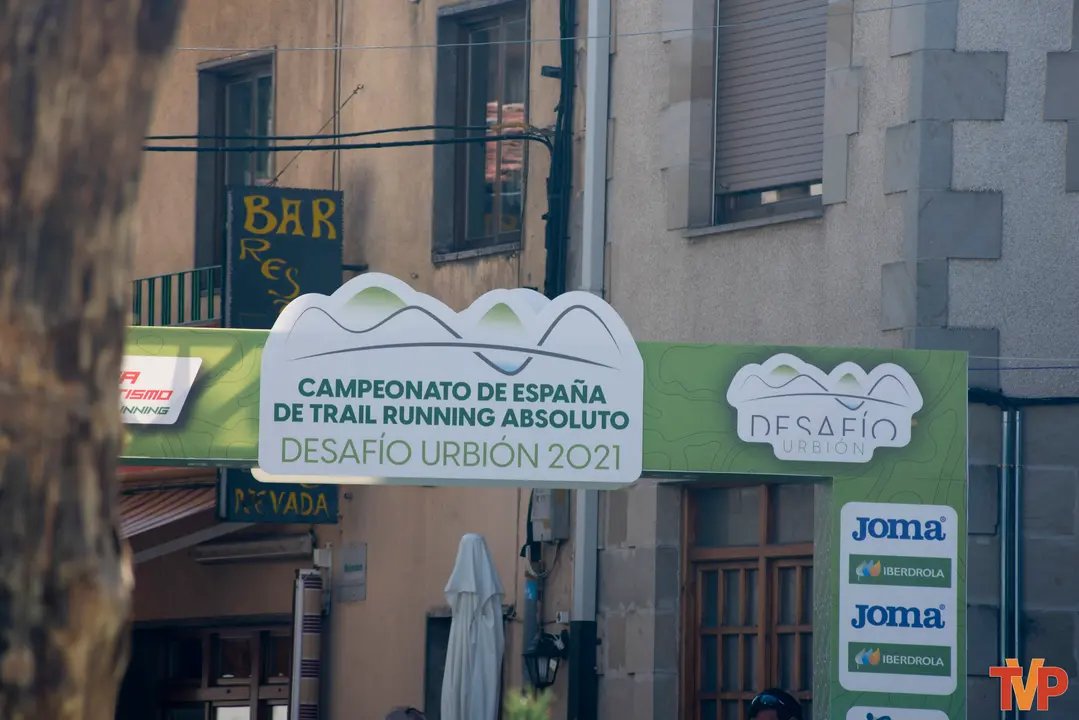 BAR
RES
CAMPEONATO DE ESPAÑA
DE TRAIL RUNNING ABSOLUTO
DESAFÍO URBIÓN 2021
DESAFÍO
URBIÓN
JOMA
IBERDROLA
JOMA
IBERDROLA
TVP